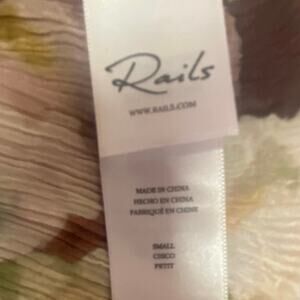 Rails
WWW.RAILS.COM
MADE IN CHINA
HECHO EN CHINA
FABRIQUÉ EN CHINE
SMALL
CHICO
PETIT